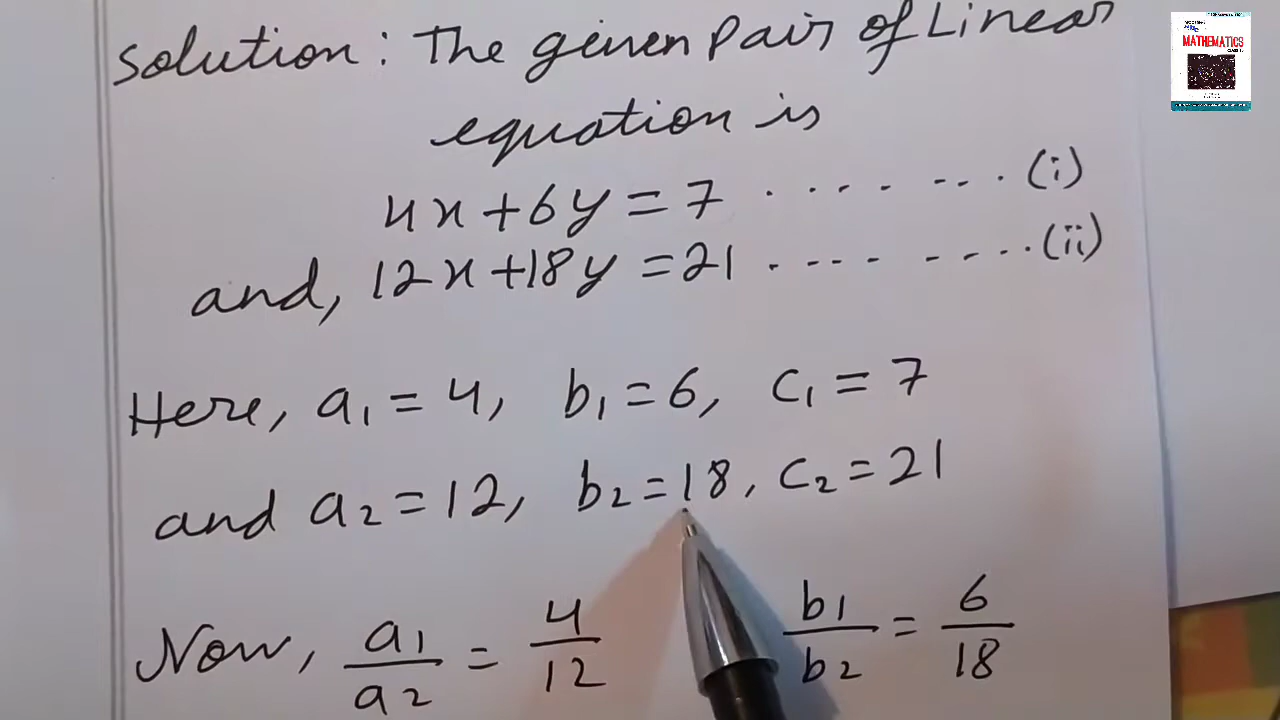 Solution: The given Pair of Linear
equation is
4x+6y=7 . . . . . . . . (i)
and, 12x+18y=21 . . . . . . . . (ii)
Here, a1=4, b1=6, c1=7
and a2=12, b2=18, c2=21
Now, a1/a2 = 4/12 b1/b2 = 6/18
MATHEMATICS